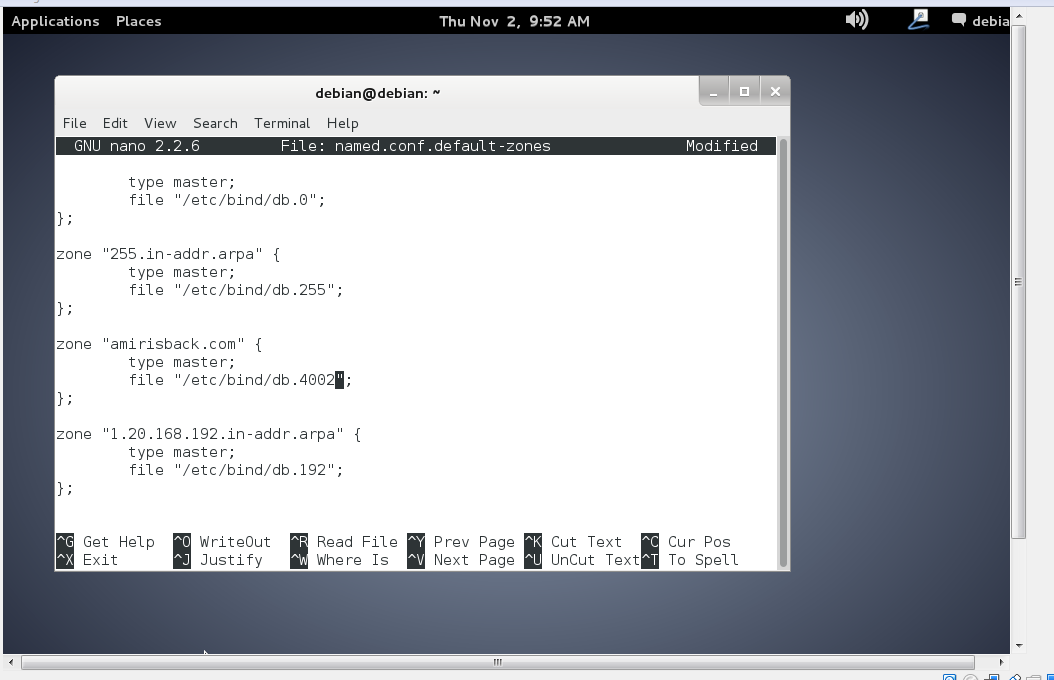 Applications Places Thu Nov 2, 9:52 AM debia
debian@debian: ~
File Edit View Search Terminal Help
GNU nano 2.2.6 File: named.conf.default-zones Modified
type master;
file "/etc/bind/db.0";
};
zone "255.in-addr.arpa" {
type master;
file "/etc/bind/db.255";
};
zone "amirisback.com" {
type master;
file "/etc/bind/db.4002";
};
zone "1.20.168.192.in-addr.arpa" {
type master;
file "/etc/bind/db.192";
};
^G Get Help ^O WriteOut ^R Read File ^Y Prev Page ^K Cut Text ^C Cur Pos
^X Exit ^J Justify ^W Where Is ^V Next Page ^U UnCut Text ^T To Spell